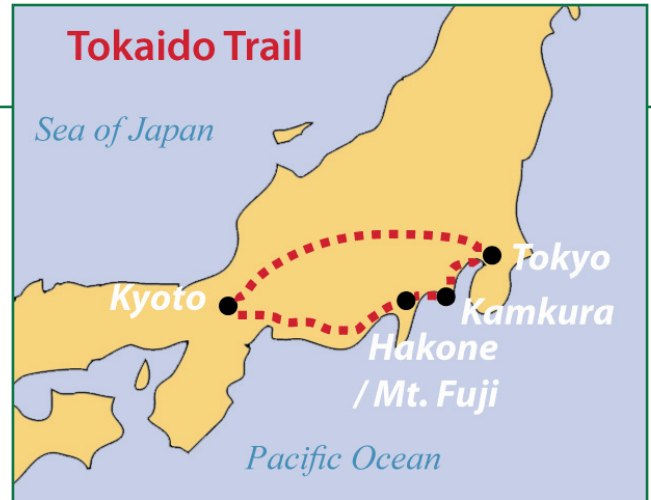 Tokaido Trail
Sea of Japan
Tokyo
Kyoto
Kamkura
Hakone
/ Mt. Fuji
Pacific Ocean